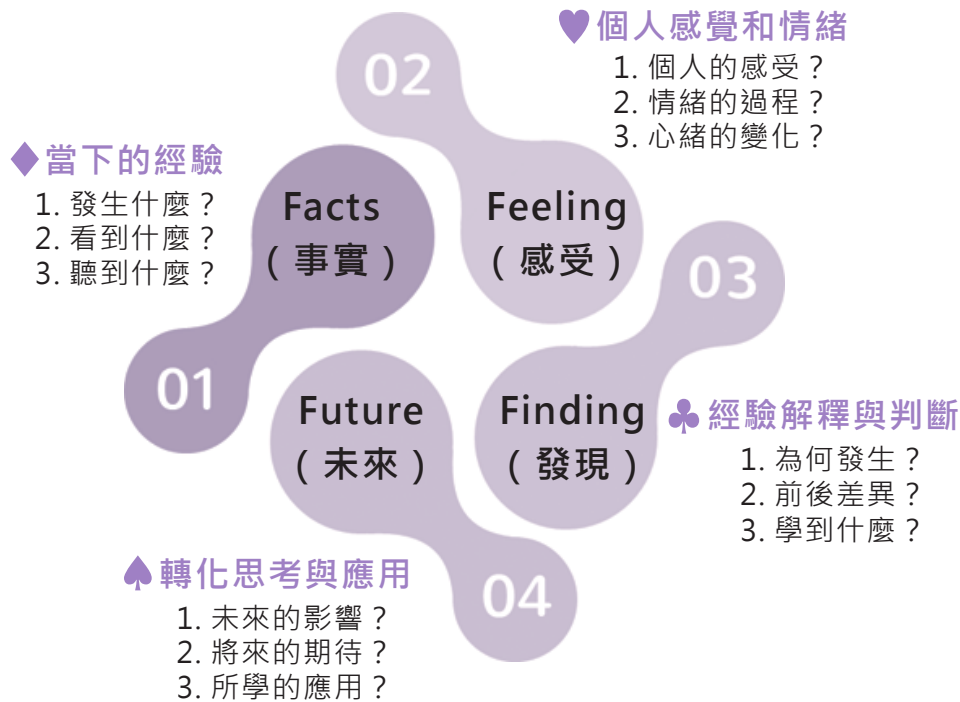 ♦當下的經驗
1. 發生什麼？
2. 看到什麼？
3. 聽到什麼？
01
Facts
（事實）
02
♥個人感覺和情緒
1. 個人的感受？
2. 情緒的過程？
3. 心緒的變化？
Feeling
（感受）
03
Finding
（發現）
♣經驗解釋與判斷
1. 為何發生？
2. 前後差異？
3. 學到什麼？
Future
（未來）
04
♠轉化思考與應用
1. 未來的影響？
2. 將來的期待？
3. 所學的應用？